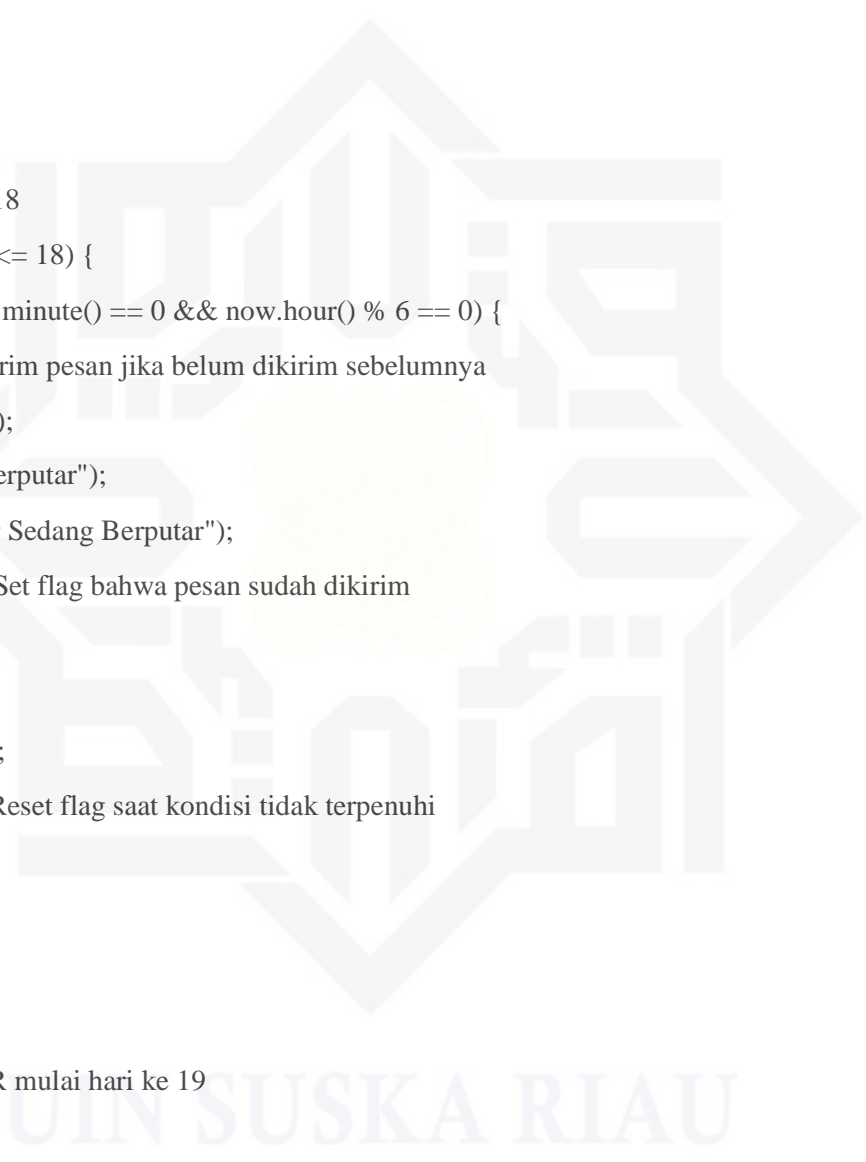 18
<= 18) {
minute() == 0 && now.hour() % 6 == 0) {
rim pesan jika belum dikirim sebelumnya
);
erputar");
Sedang Berputar");
Set flag bahwa pesan sudah dikirim
;
Reset flag saat kondisi tidak terpenuhi
R mulai hari ke 19
UIN SUSKA RIAU